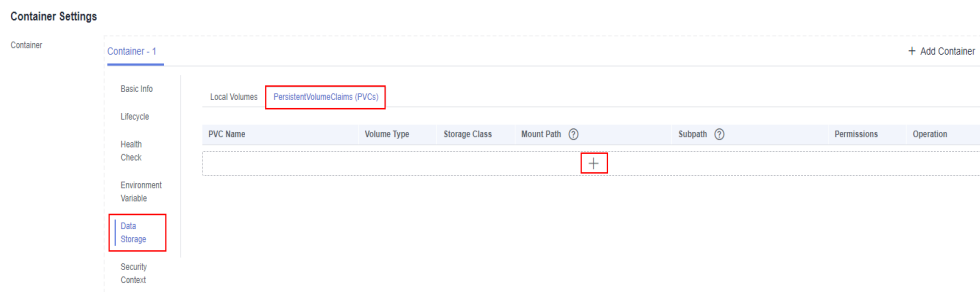 Container Settings
Container
Container - 1
+ Add Container
Basic Info
Lifecycle
Health
Check
Environment
Variable
Data
Storage
Security
Context
Local Volumes PersistentVolumeClaims (PVCs)
PVC Name Volume Type Storage Class Mount Path ? Subpath ? Permissions Operation
+